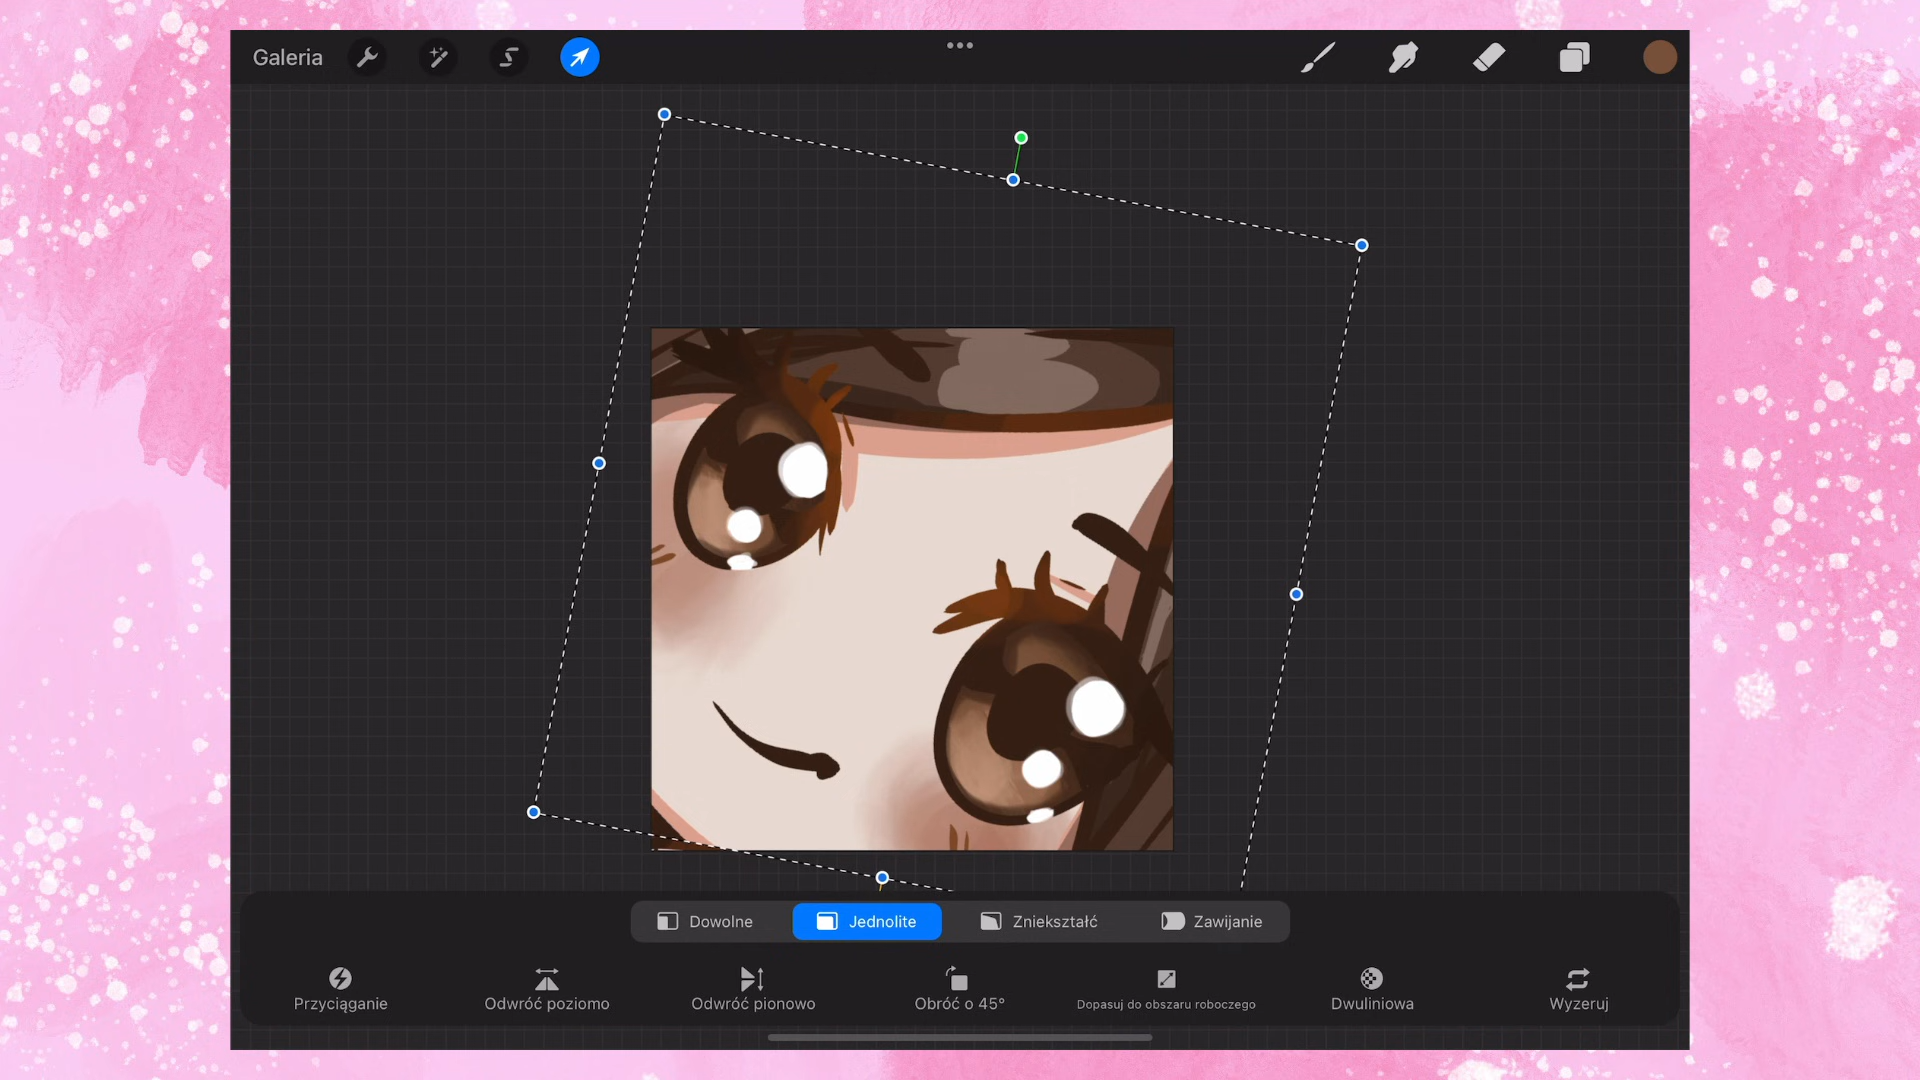 Galeria
Dowolne
Jednolite
Zniekształć
Zawijanie
Przyciąganie
Odwróć poziomo
Odwróć pionowo
Obróć o 45°
Dopasuj do obszaru roboczego
Dwuliniowa
Wyzeruj